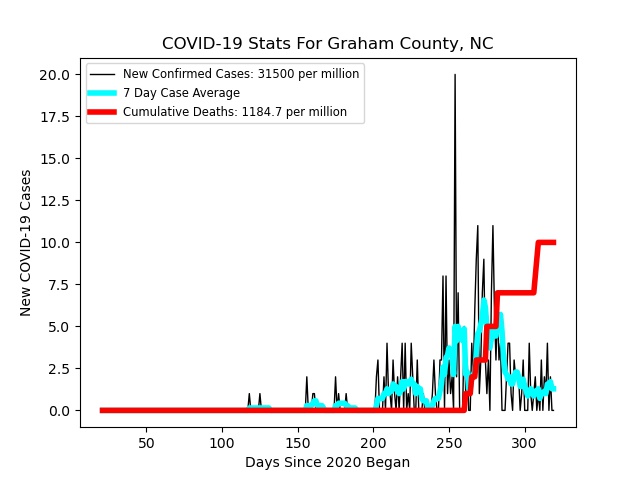 COVID-19 Stats For Graham County, NC
New Confirmed Cases: 31500 per million
7 Day Case Average
Cumulative Deaths: 1184.7 per million
New COVID-19 Cases
20.0
17.5
15.0
12.5
10.0
7.5
5.0
2.5
0.0
50 100 150 200 250 300
Days Since 2020 Began